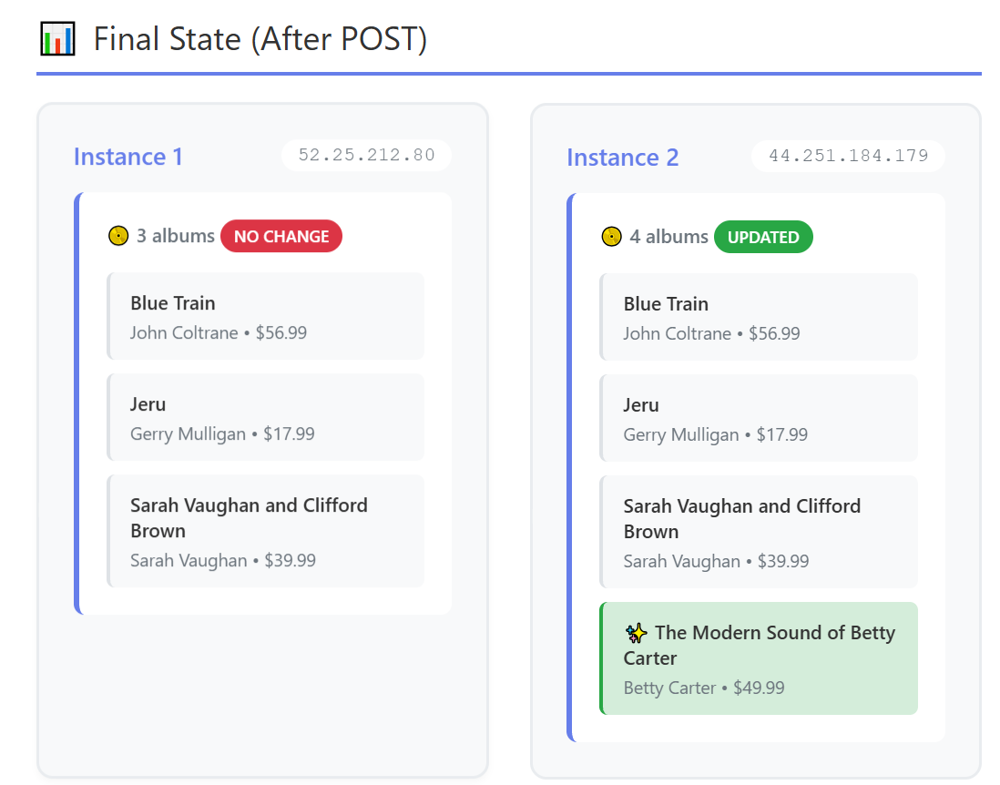 Final State (After POST)
Instance 1
52.25.212.80
3 albums NO CHANGE
Blue Train
John Coltrane • $56.99
Jeru
Gerry Mulligan • $17.99
Sarah Vaughan and Clifford
Brown
Sarah Vaughan • $39.99
Instance 2
44.251.184.179
4 albums UPDATED
Blue Train
John Coltrane • $56.99
Jeru
Gerry Mulligan • $17.99
Sarah Vaughan and Clifford
Brown
Sarah Vaughan • $39.99
✨ The Modern Sound of Betty
Carter
Betty Carter • $49.99